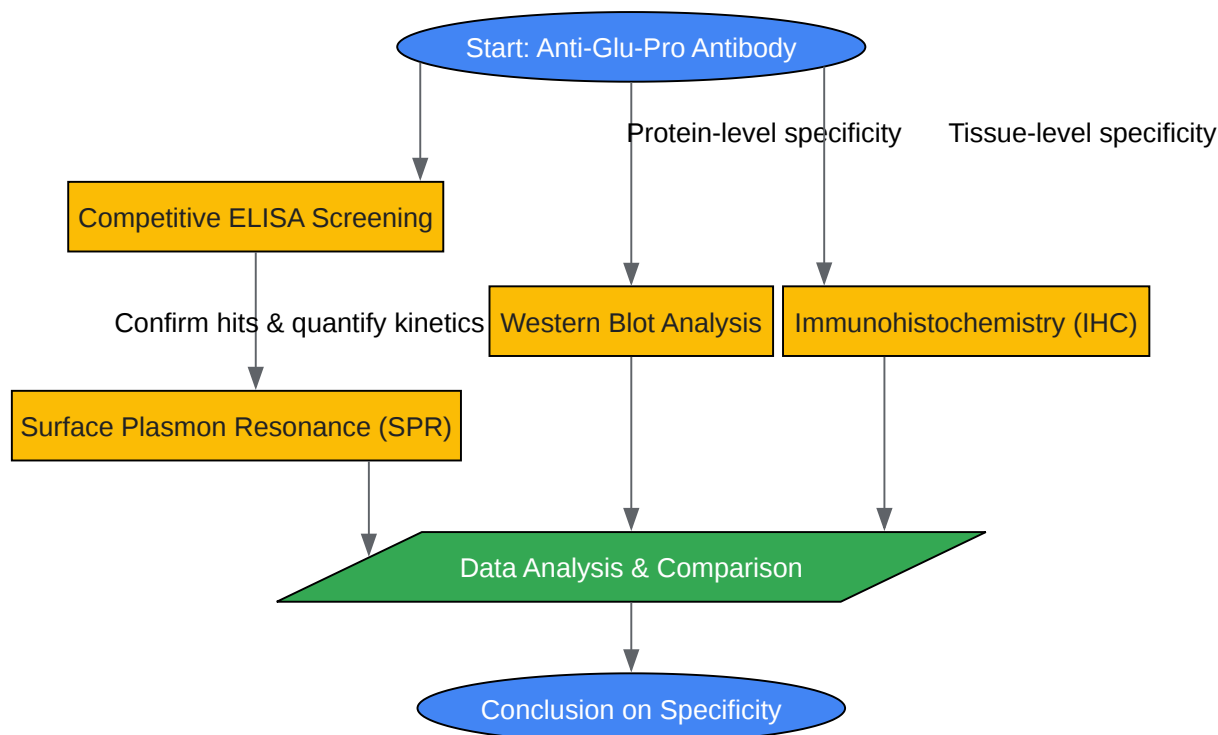 Start: Anti-Glu-Pro Antibody
Protein-level specificity
Tissue-level specificity
Competitive ELISA Screening
Confirm hits & quantify kinetics
Western Blot Analysis
Immunohistochemistry (IHC)
Surface Plasmon Resonance (SPR)
Data Analysis & Comparison
Conclusion on Specificity